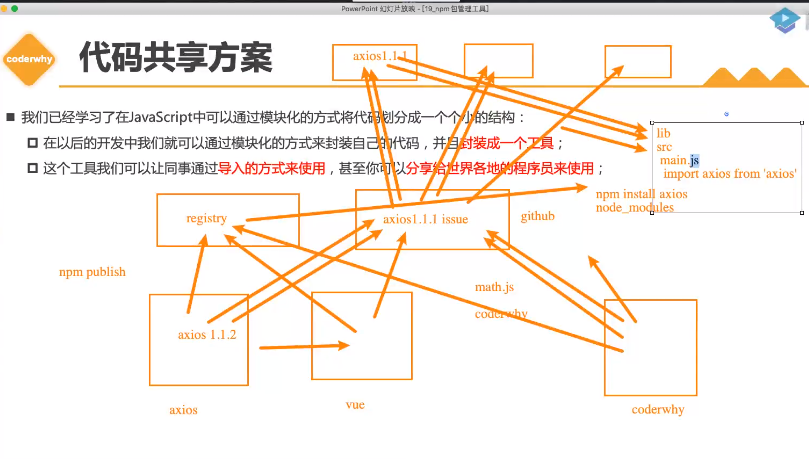 PowerPoint 幻灯片放映 - [19_npm包管理工具]
coderwhy
代码共享方案
axios1.1.1
我们已经学习了在JavaScript中可以通过模块化的方式将代码划分成一个个小的结构：
在以后的开发中我们就可以通过模块化的方式来封装自己的代码，并且封装成一个工具；
这个工具我们可以让同事通过导入的方式来使用，甚至你可以分享给世界各地的程序员来使用；
lib
src
main.js
import axios from 'axios'
npm install axios
node_modules
registry
axios1.1.1 issue
github
npm publish
math.js
coderwhy
axios 1.1.2
axios
vue
coderwhy